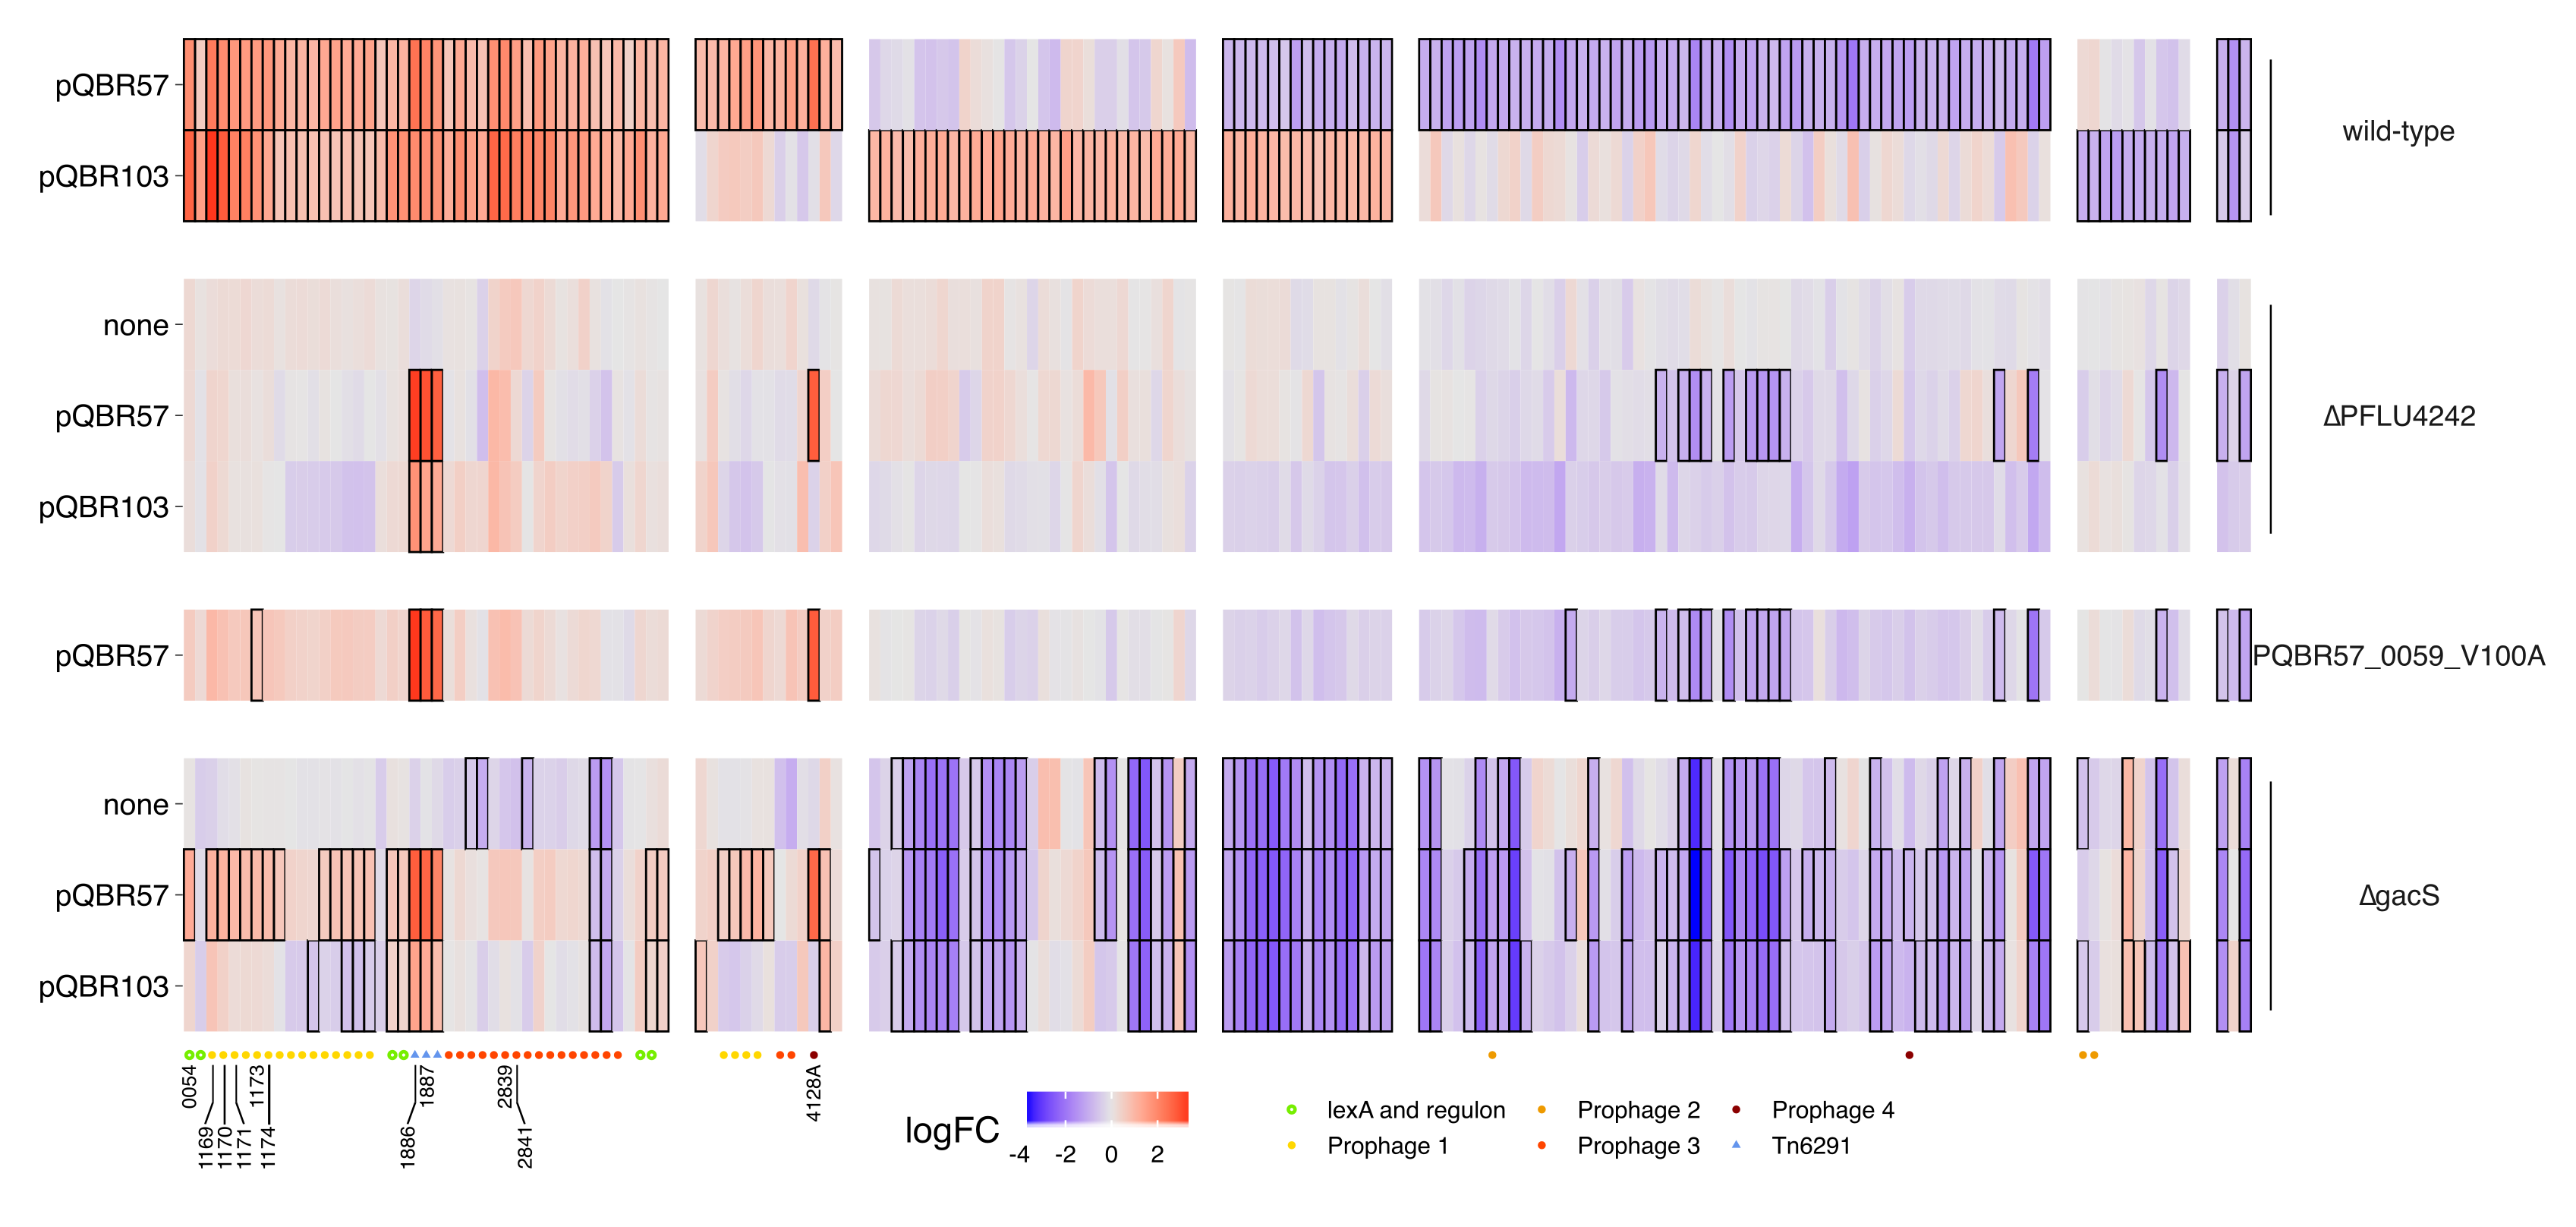 pQBR57
pQBR103
wild-type
none
pQBR57
pQBR103
ΔPFLU4242
pQBR57
PQBR57_0059_V100A
none
pQBR57
pQBR103
ΔgacS
0054
1169
1170
1171
1173
1174
1886
1887
2839
2841
4128A
logFC
-4 -2 0 2
lexA and regulon
Prophage 1
Prophage 2
Prophage 3
Prophage 4
Tn6291